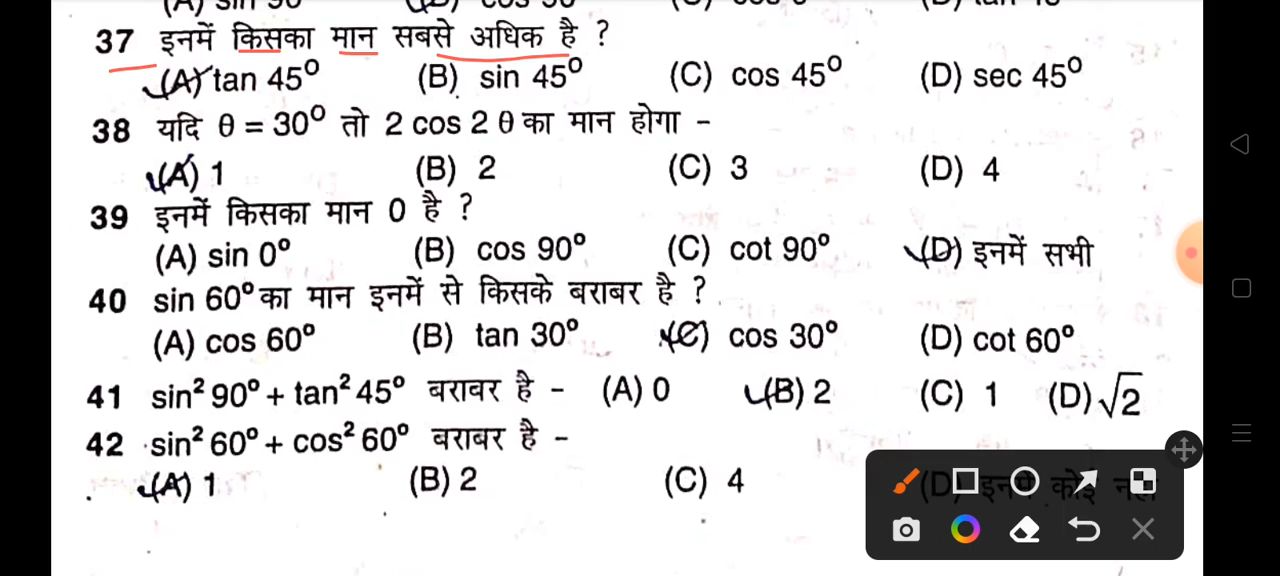 37 इनमें किसका मान सबसे अधिक है ?
(A) tan 45° (B) sin 45° (C) cos 45° (D) sec 45°
38 यदि θ = 30° तो 2 cos 2 θ का मान होगा -
(A) 1 (B) 2 (C) 3 (D) 4
39 इनमें किसका मान 0 है ?
(A) sin 0° (B) cos 90° (C) cot 90° (D) इनमें सभी
40 sin 60° का मान इनमें से किसके बराबर है ?
(A) cos 60° (B) tan 30° (C) cos 30° (D) cot 60°
41 sin² 90° + tan² 45° बराबर है - (A) 0 (B) 2 (C) 1 (D) √2
42 sin² 60° + cos² 60° बराबर है -
(A) 1 (B) 2 (C) 4 (D) इनमें कोई